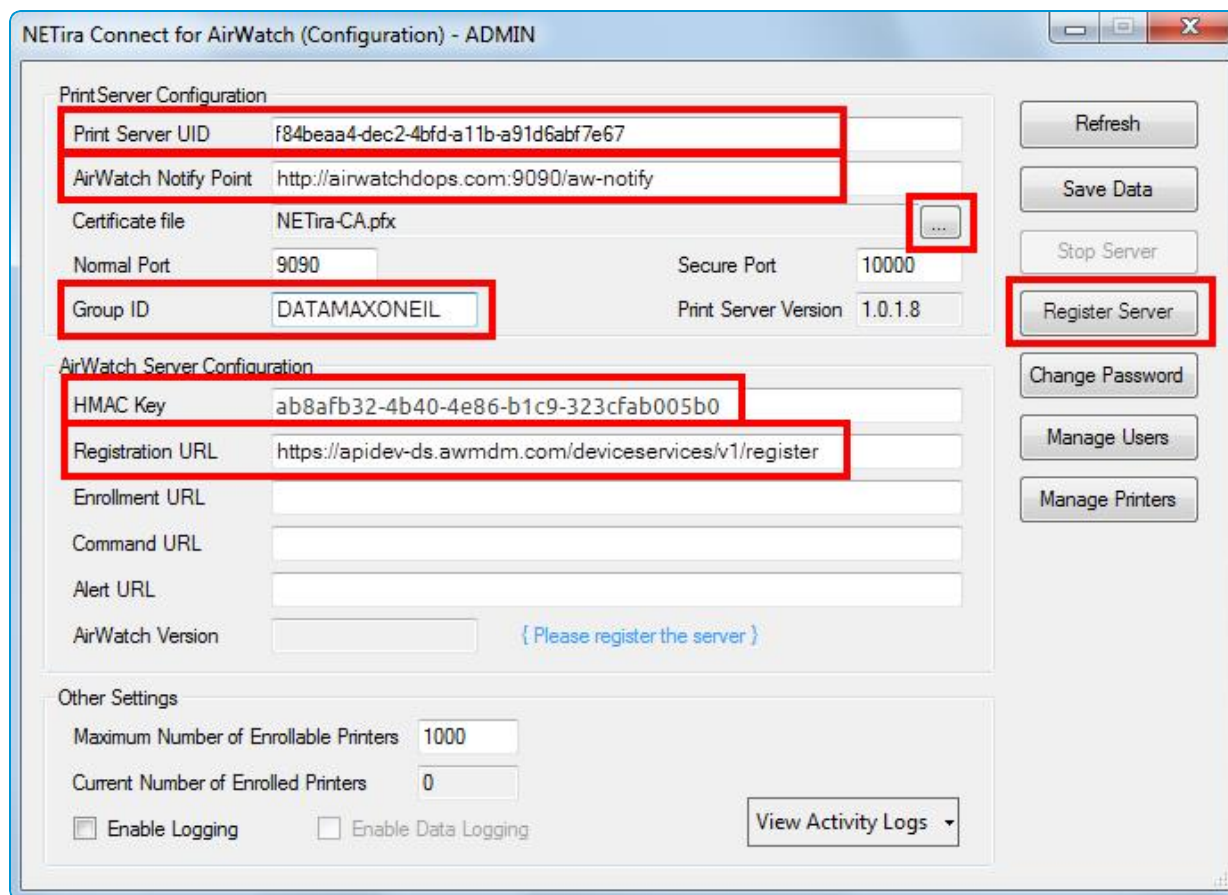 NETira Connect for AirWatch (Configuration) - ADMIN
PrintServer Configuration
Print Server UID f84beaa4-dec2-4bfd-a11b-a91d6abf7e67
AirWatch Notify Point http://airwatchdops.com:9090/aw-notify
Certificate file NETira-CA.pfx ...
Normal Port 9090 Secure Port 10000
Group ID DATAMAXONEIL Print Server Version 1.0.1.8
AirWatch Server Configuration
HMAC Key ab8afb32-4b40-4e86-b1c9-323cfab005b0
Registration URL https://apidev-ds.awmdm.com/deviceservices/v1/register
Enrollment URL
Command URL
Alert URL
AirWatch Version { Please register the server }
Other Settings
Maximum Number of Enrollable Printers 1000
Current Number of Enrolled Printers 0
Enable Logging Enable Data Logging View Activity Logs
Refresh
Save Data
Stop Server
Register Server
Change Password
Manage Users
Manage Printers